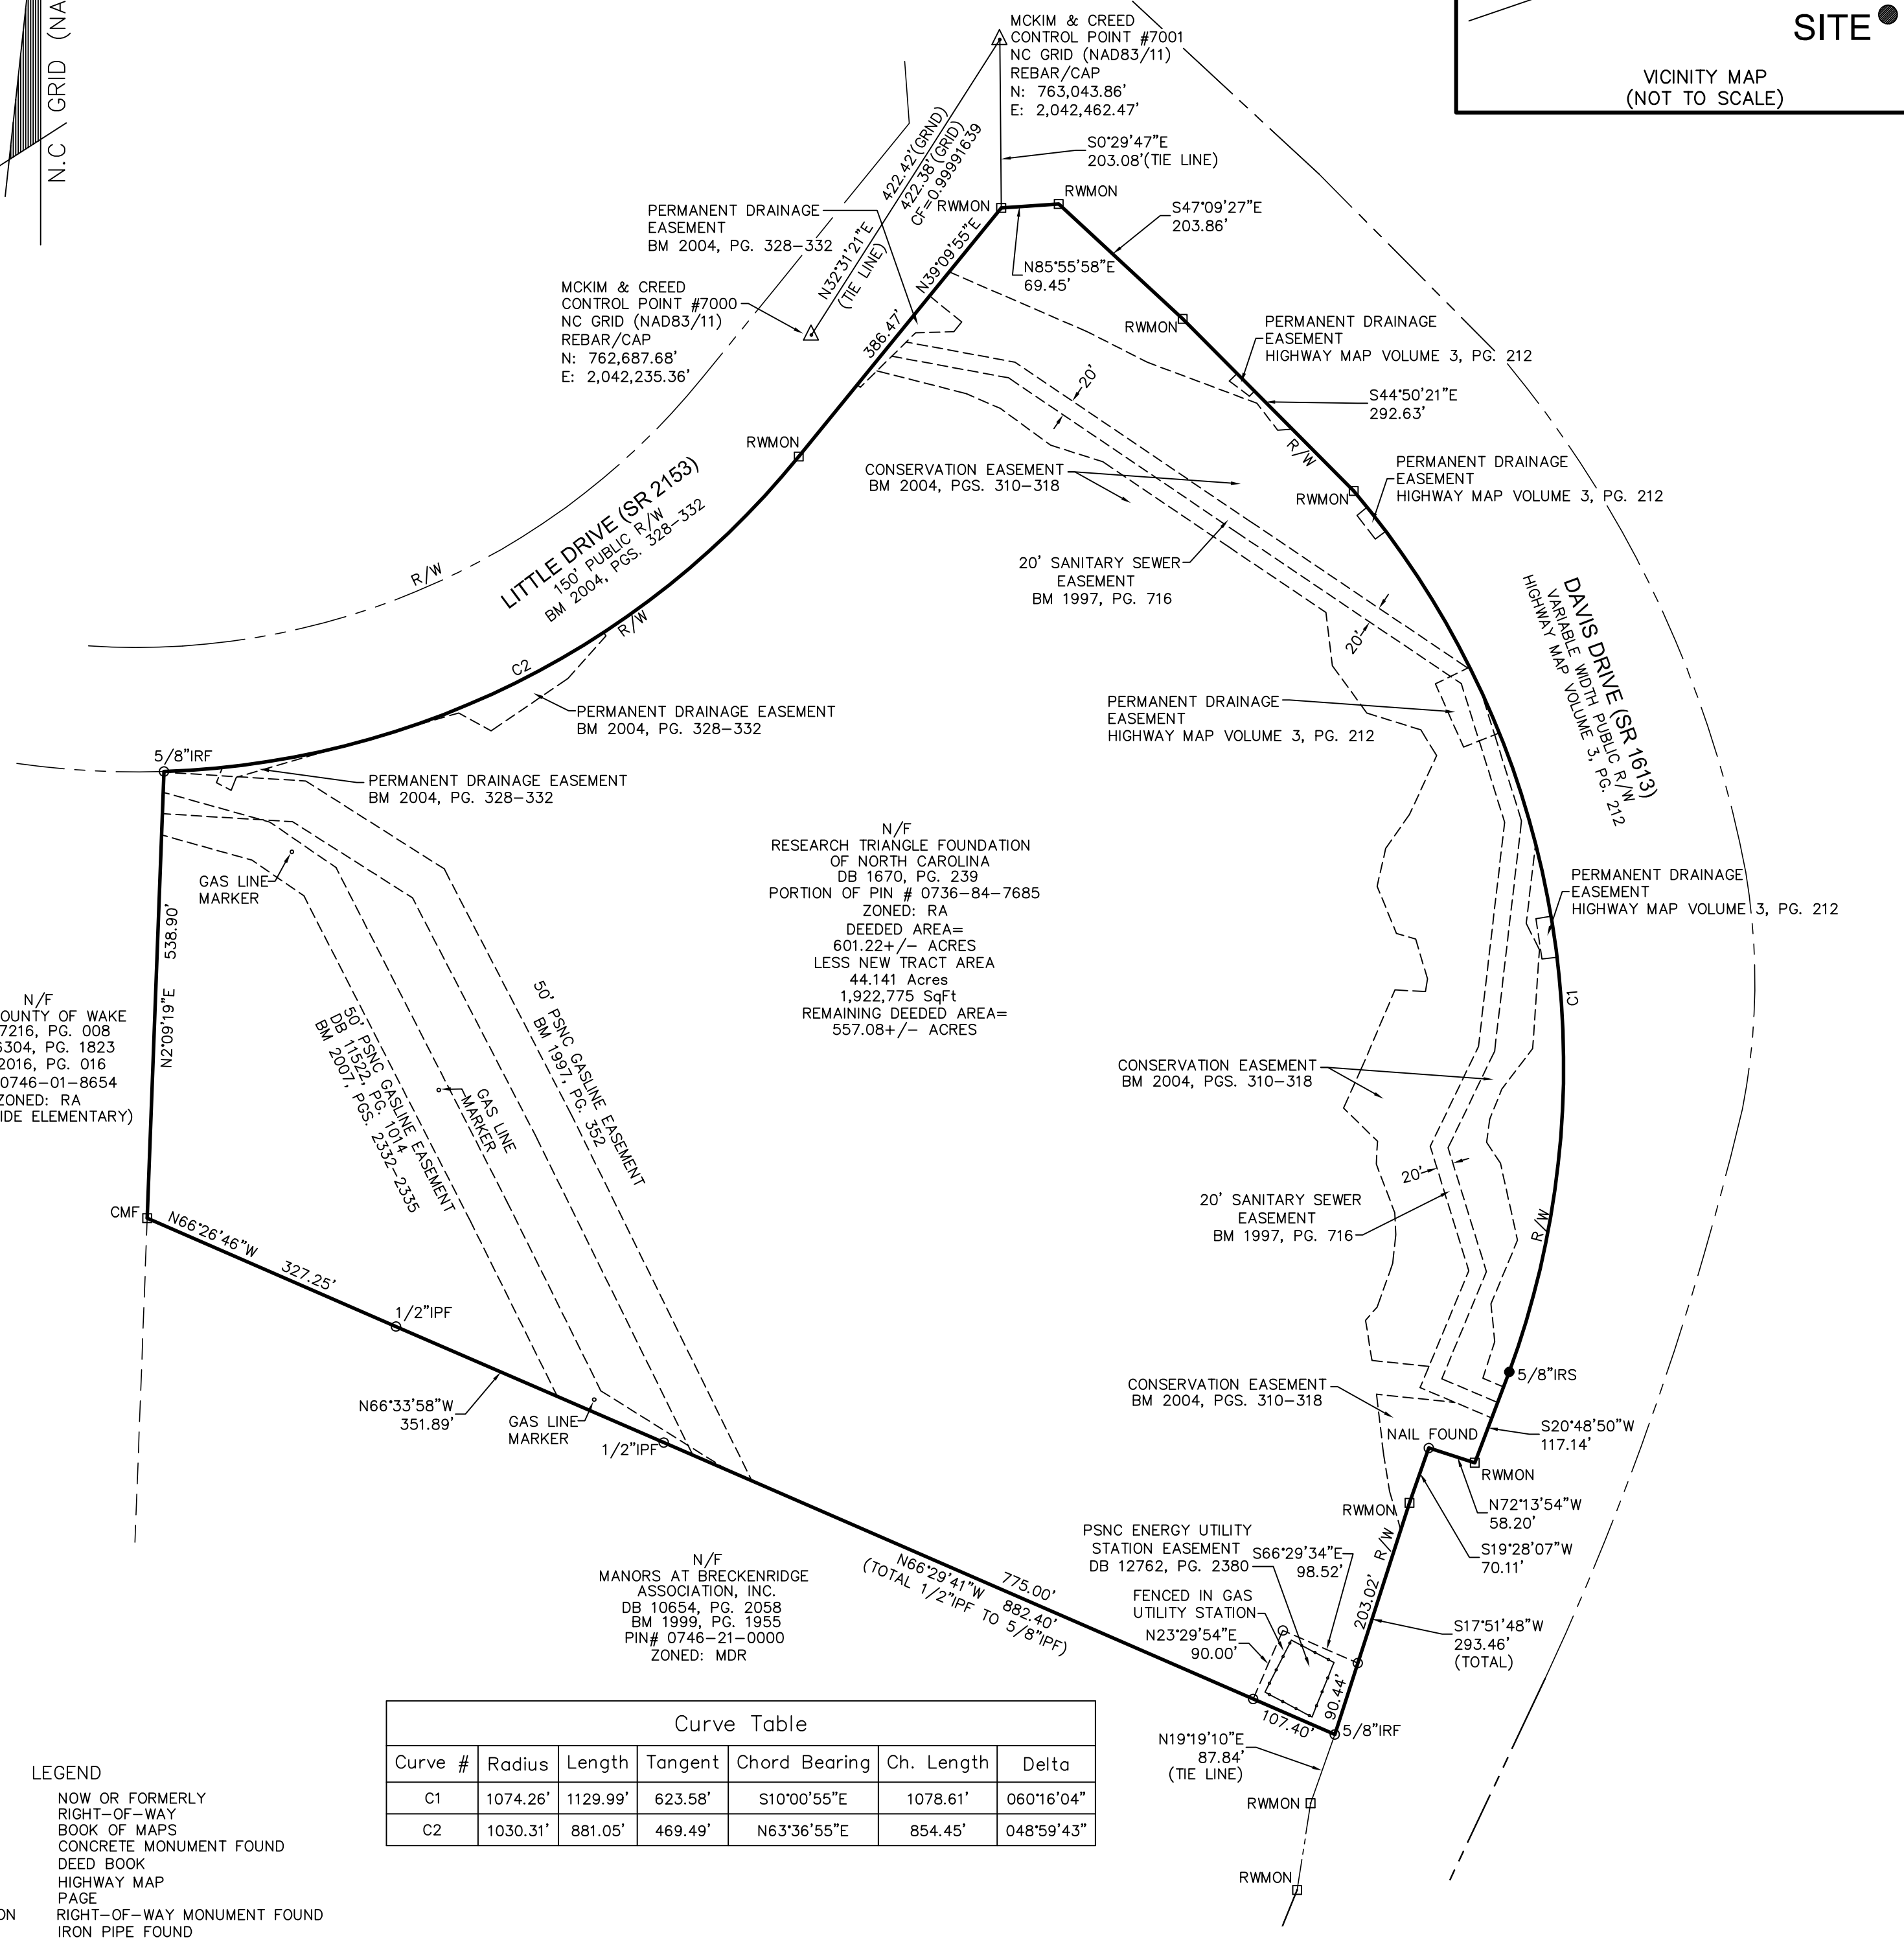 N.C GRID (NA
SITE
VICINITY MAP
(NOT TO SCALE)
MCKIM & CREED
CONTROL POINT #7001
NC GRID (NAD83/11)
REBAR/CAP
N: 763,043.86'
E: 2,042,462.47'
S0°29'47"E
203.08'(TIE LINE)
422.42'(GRND)
422.38'(GRID)
CF=0.99991639
N32°31'21"E
(TIE LINE)
PERMANENT DRAINAGE
EASEMENT
BM 2004, PG. 328-332
RWMON
RWMON
S47°09'27"E
203.86'
N85°55'58"E
69.45'
N39°09'55"E
386.47'
MCKIM & CREED
CONTROL POINT #7000
NC GRID (NAD83/11)
REBAR/CAP
N: 762,687.68'
E: 2,042,235.36'
RWMON
PERMANENT DRAINAGE
EASEMENT
HIGHWAY MAP VOLUME 3, PG. 212
S44°50'21"E
292.63'
20'
R/W
RWMON
CONSERVATION EASEMENT
BM 2004, PGS. 310-318
RWMON
PERMANENT DRAINAGE
EASEMENT
HIGHWAY MAP VOLUME 3, PG. 212
LITTLE DRIVE (SR 2153)
150' PUBLIC R/W
BM 2004, PGS. 328-332
R/W
R/W
C2
20' SANITARY SEWER
EASEMENT
BM 1997, PG. 716
20'
DAVIS DRIVE (SR 1613)
VARIABLE WIDTH PUBLIC R/W
HIGHWAY MAP VOLUME 3, PG. 212
PERMANENT DRAINAGE EASEMENT
BM 2004, PG. 328-332
PERMANENT DRAINAGE
EASEMENT
HIGHWAY MAP VOLUME 3, PG. 212
5/8"IRF
PERMANENT DRAINAGE EASEMENT
BM 2004, PG. 328-332
GAS LINE
MARKER
N/F
RESEARCH TRIANGLE FOUNDATION
OF NORTH CAROLINA
DB 1670, PG. 239
PORTION OF PIN # 0736-84-7685
ZONED: RA
DEEDED AREA=
601.22+/- ACRES
LESS NEW TRACT AREA
44.141 Acres
1,922,775 SqFt
REMAINING DEEDED AREA=
557.08+/- ACRES
PERMANENT DRAINAGE
EASEMENT
HIGHWAY MAP VOLUME 3, PG. 212
C1
N2°09'19"E 538.90'
N/F
OUNTY OF WAKE
7216, PG. 008
6304, PG. 1823
2016, PG. 016
0746-01-8654
ZONED: RA
IDE ELEMENTARY)
50' PSNC GASLINE EASEMENT
DB 11522, PG. 1014
BM 2007, PGS. 2332-2335
GAS LINE
MARKER
50' PSNC GASLINE EASEMENT
BM 1997, PG. 352
CONSERVATION EASEMENT
BM 2004, PGS. 310-318
20'
20' SANITARY SEWER
EASEMENT
BM 1997, PG. 716
R/W
CMF
N66°26'46"W
327.25'
1/2"IPF
N66°33'58"W
351.89'
GAS LINE
MARKER
1/2"IPF
CONSERVATION EASEMENT
BM 2004, PGS. 310-318
5/8"IRS
NAIL FOUND
S20°48'50"W
117.14'
RWMON
RWMON
N72°13'54"W
58.20'
S19°28'07"W
70.11'
R/W
203.02'
S17°51'48"W
293.46'
(TOTAL)
PSNC ENERGY UTILITY
STATION EASEMENT
DB 12762, PG. 2380
S66°29'34"E
98.52'
FENCED IN GAS
UTILITY STATION
N23°29'54"E
90.00'
N/F
MANORS AT BRECKENRIDGE
ASSOCIATION, INC.
DB 10654, PG. 2058
BM 1999, PG. 1955
PIN# 0746-21-0000
ZONED: MDR
775.00'
N66°29'41"W 882.40'
(TOTAL 1/2"IPF TO 5/8"IPF)
107.40'
90.44'
5/8"IRF
N19°19'10"E
87.84'
(TIE LINE)
RWMON
RWMON
Curve Table
Curve # Radius Length Tangent Chord Bearing Ch. Length Delta
C1 1074.26' 1129.99' 623.58' S10°00'55"E 1078.61' 060°16'04"
C2 1030.31' 881.05' 469.49' N63°36'55"E 854.45' 048°59'43"
LEGEND
NOW OR FORMERLY
RIGHT-OF-WAY
BOOK OF MAPS
CONCRETE MONUMENT FOUND
DEED BOOK
HIGHWAY MAP
PAGE
ON RIGHT-OF-WAY MONUMENT FOUND
IRON PIPE FOUND